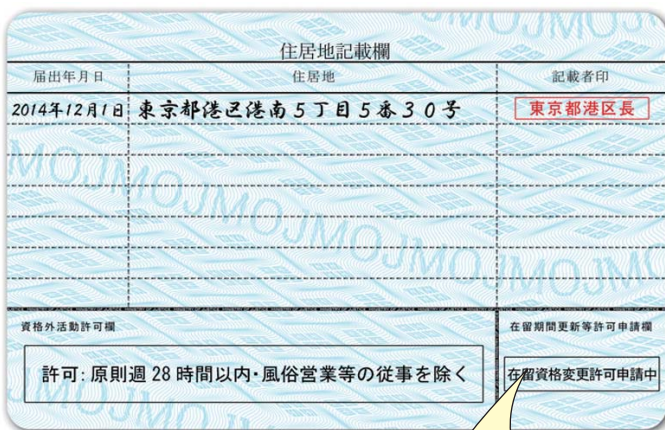 住居地記載欄
届出年月日 住居地 記載者印
2014年12月1日 東京都港区港南5丁目5番30号 東京都港区長
資格外活動許可欄 在留期間更新等許可申請欄
許可:原則週28時間以内・風俗営業等の従事を除く 在留資格変更許可申請中
MOJMOJMOJ
MOJMOJMOJMOJMOJMOJ